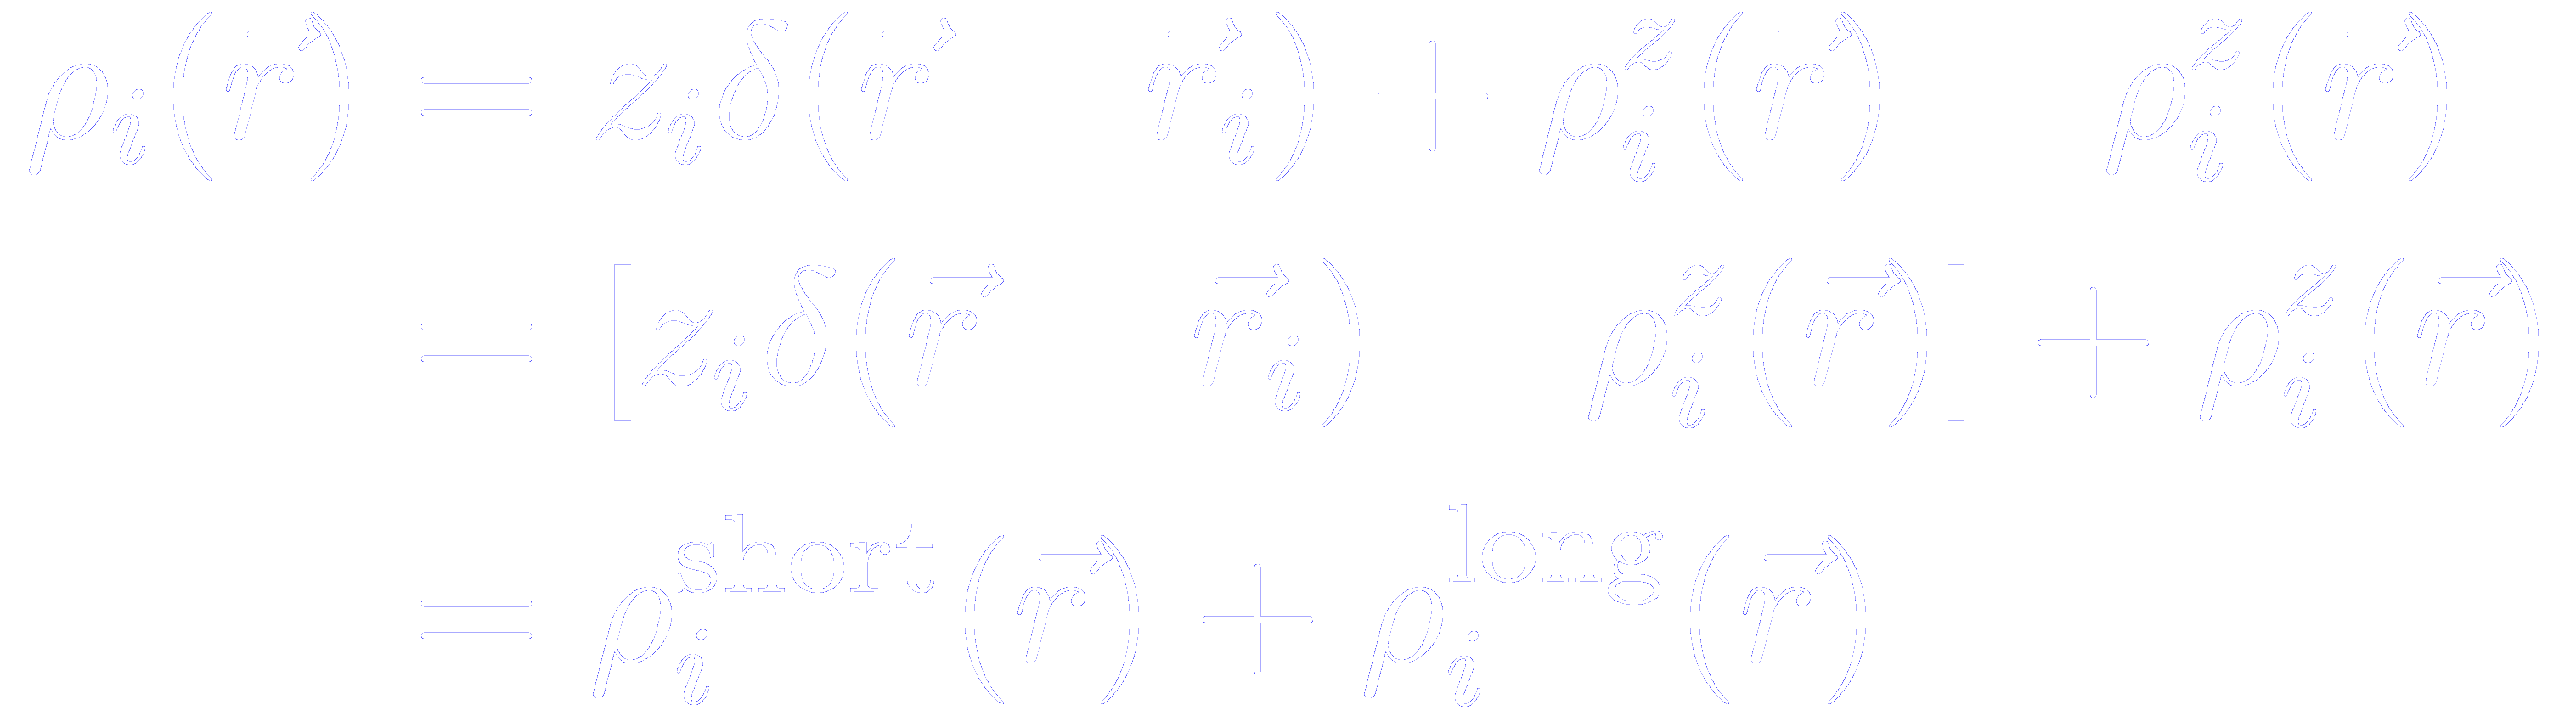 ρᵢ(r⃗) = zᵢδ(r⃗   r⃗ᵢ) + ρᵢᶻ(r⃗)   ρᵢᶻ(r⃗)
= [zᵢδ(r⃗   r⃗ᵢ)   ρᵢᶻ(r⃗)] + ρᵢᶻ(r⃗)
= ρᵢ^short(r⃗) + ρᵢ^long(r⃗)